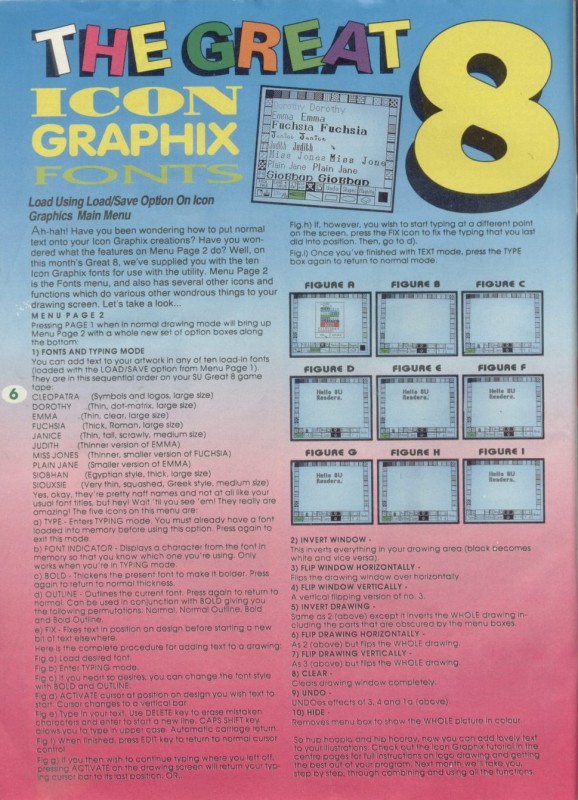 THE GREAT 8
ICON
GRAPHIX
FONTS
Dorothy Dorothy
Emma Emma
Fuchsia Fuchsia
Janice Janice
Judith Judith
Miss Jones Miss Jone
Plain Jane Plain Jane
Siobhan Siobhan
Load Using Load/Save Option On Icon
Graphics Main Menu
Ah-hah! Have you been wondering how to put normal
text onto your Icon Graphix creations? Have you won-
dered what the features on Menu Page 2 do? Well, on
this month's Great 8, we've supplied you with the ten
Icon Graphix fonts for use with the utility. Menu Page 2
is the Fonts menu, and also has several other icons and
functions which do various other wondrous things to your
drawing screen. Let's take a look...
MENU PAGE 2
Pressing PAGE 1 when in normal drawing mode will bring up
Menu Page 2 with a whole new set of option boxes along
the bottom:
1) FONTS AND TYPING MODE
You can add text to your artwork in any of ten load-in fonts
(loaded with the LOAD/SAVE option from Menu Page 1).
They are in this sequential order on your SU Great 8 game
tape:
CLEOPATRA (Symbols and logos, large size)
DOROTHY .(Thin, dot-matrix, large size)
EMMA .(Thin, clear, large size)
FUCHSIA (Thick, Roman, large size)
JANICE (Thin, tall, scrawly, medium size)
JUDITH (Thinner version of EMMA)
MISS JONES (Thinner, smaller version of FUCHSIA)
PLAIN JANE (Smaller version of EMMA)
SIOBHAN (Egyptian style, thick, large size)
SIOUXSIE (Very thin, squashed, Greek style, medium size)
Yes, okay, they're pretty naff names and not at all like your
usual font titles, but hey! Wait 'til you see 'em! They really are
amazing! The five icons on this menu are:
a) TYPE - Enters TYPING mode. You must already have a font
loaded into memory before using this option. Press again to
exit this mode.
b) FONT INDICATOR - Displays a character from the font in
memory so that you know which one you're using. Only
works when you're in TYPING mode.
c) BOLD - Thickens the present font to make it bolder. Press
again to return to normal thickness.
d) OUTLINE - Outlines the current font. Press again to return to
normal. Can be used in conjunction with BOLD giving you
the following permutations: Normal, Normal Outline, Bold
and Bold Outline.
e) FIX - Fixes text in position on design before starting a new
bit of text elsewhere.
Here is the complete procedure for adding text to a drawing:
Fig.a) Load desired font.
Fig.b) Enter TYPING mode.
Fig.c) If your heart so desires, you can change the font style
with BOLD and OUTLINE.
Fig.d) ACTIVATE cursor at position on design you wish text to
start. Cursor changes to a vertical bar.
Fig.e) Type in your text. Use DELETE key to erase mistaken
characters and enter to start a new line. CAPS SHIFT key
allows you to type in upper case. Automatic carriage return.
Fig.f) When finished, press EDIT key to return to normal cursor
control.
Fig.g) If you then wish to continue typing where you left off,
pressing ACTIVATE on the drawing screen will return your typ-
ing cursor bar to its last position. OR...
6
Fig.h) If, however, you wish to start typing at a different point
on the screen, press the FIX icon to fix the typing that you last
did into position. Then, go to d).
Fig.i) Once you've finished with TEXT mode, press the TYPE
box again to return to normal mode.
FIGURE A FIGURE B FIGURE C
FIGURE D FIGURE E FIGURE F
Hello SU
Readers.
Hello SU
Readers.
Hello SU
Readers.
FIGURE G FIGURE H FIGURE I
Hello SU
Readers.
Hello SU
Readers.
Hello SU
Readers.
2) INVERT WINDOW -
This inverts everything in your drawing area (black becomes
white and vice versa).
3) FLIP WINDOW HORIZONTALLY -
Flips the drawing window over horizontally.
4) FLIP WINDOW VERTICALLY -
A vertical flipping version of no. 3.
5) INVERT DRAWING -
Same as 2 (above) except it inverts the WHOLE drawing in-
cluding the parts that are obscured by the menu boxes.
6) FLIP DRAWING HORIZONTALLY -
As 2 (above) but flips the WHOLE drawing.
7) FLIP DRAWING VERTICALLY -
As 3 (above) but flips the WHOLE drawing.
8) CLEAR -
Clears drawing window completely.
9) UNDO -
UNDOes effects of 3, 4 and 1a (above)
10) HIDE -
Removes menu box to show the WHOLE picture in colour.
So hup hoopla and hip hooray, now you can add lovely text
to your illustrations. Check out the Icon Graphix tutorial in the
centre pages for full instructions on logo drawing and getting
the best out of your program. Next month we'll take you,
step by step, through combining and using all the functions.